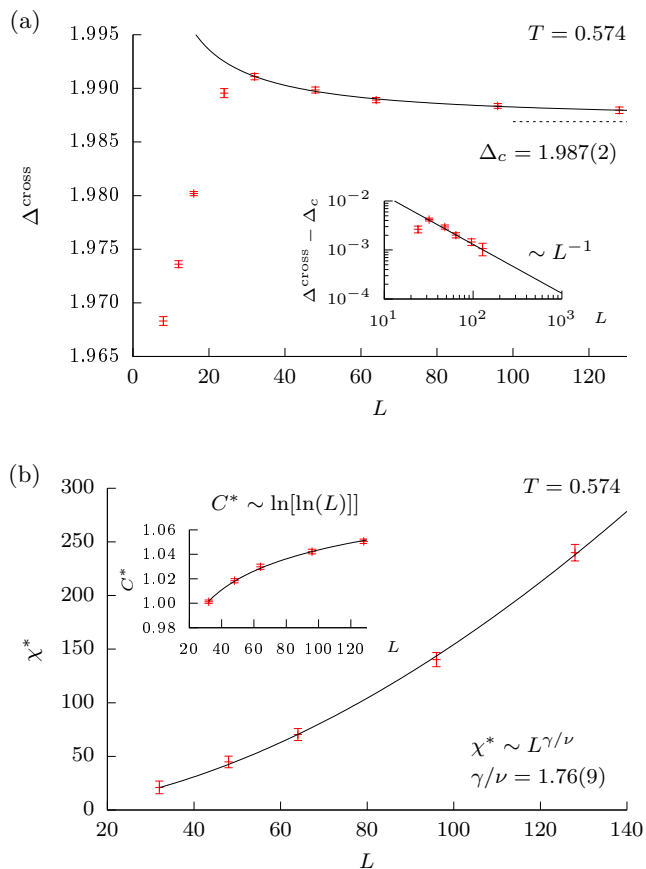 (a)
T = 0.574
1.995
1.990
1.985
1.980
1.975
1.970
1.965
Δ^cross
Δ_c = 1.987(2)
10^−2
10^−3
10^−4
Δ^cross − Δ_c
∼ L^−1
10^1 10^2 10^3 L
0 20 40 60 80 100 120
L
(b)
T = 0.574
300
250
200
150
100
50
0
χ*
C* ∼ ln[ln(L)]]
1.06
1.04
1.02
1.00
0.98
C*
20 40 60 80 100 120 L
χ* ∼ L^γ/ν
γ/ν = 1.76(9)
20 40 60 80 100 120 140
L